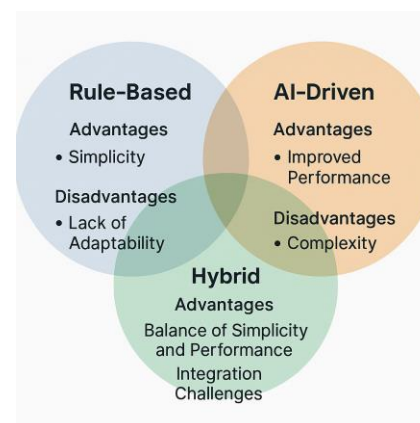 Rule-Based
Advantages
• Simplicity
Disadvantages
• Lack of
Adaptability
AI-Driven
Advantages
• Improved
Performance
Disadvantages
• Complexity
Hybrid
Advantages
Balance of Simplicity
and Performance
Integration
Challenges